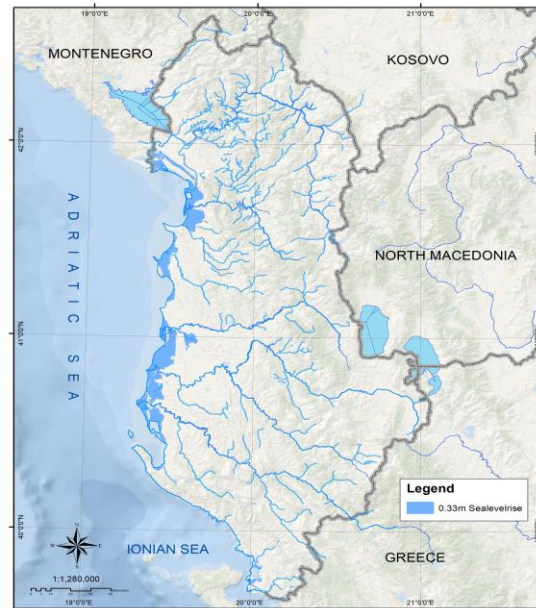 19°0'0"E 20°0'0"E 21°0'0"E
MONTENEGRO
KOSOVO
42°0'0"N
ADRIATIC SEA
NORTH MACEDONIA
41°0'0"N
Legend
0.33m Sealevelrise
40°0'0"N
N
W E
S
IONIAN SEA
GREECE
1:1,280,000
19°0'0"E 20°0'0"E 21°0'0"E